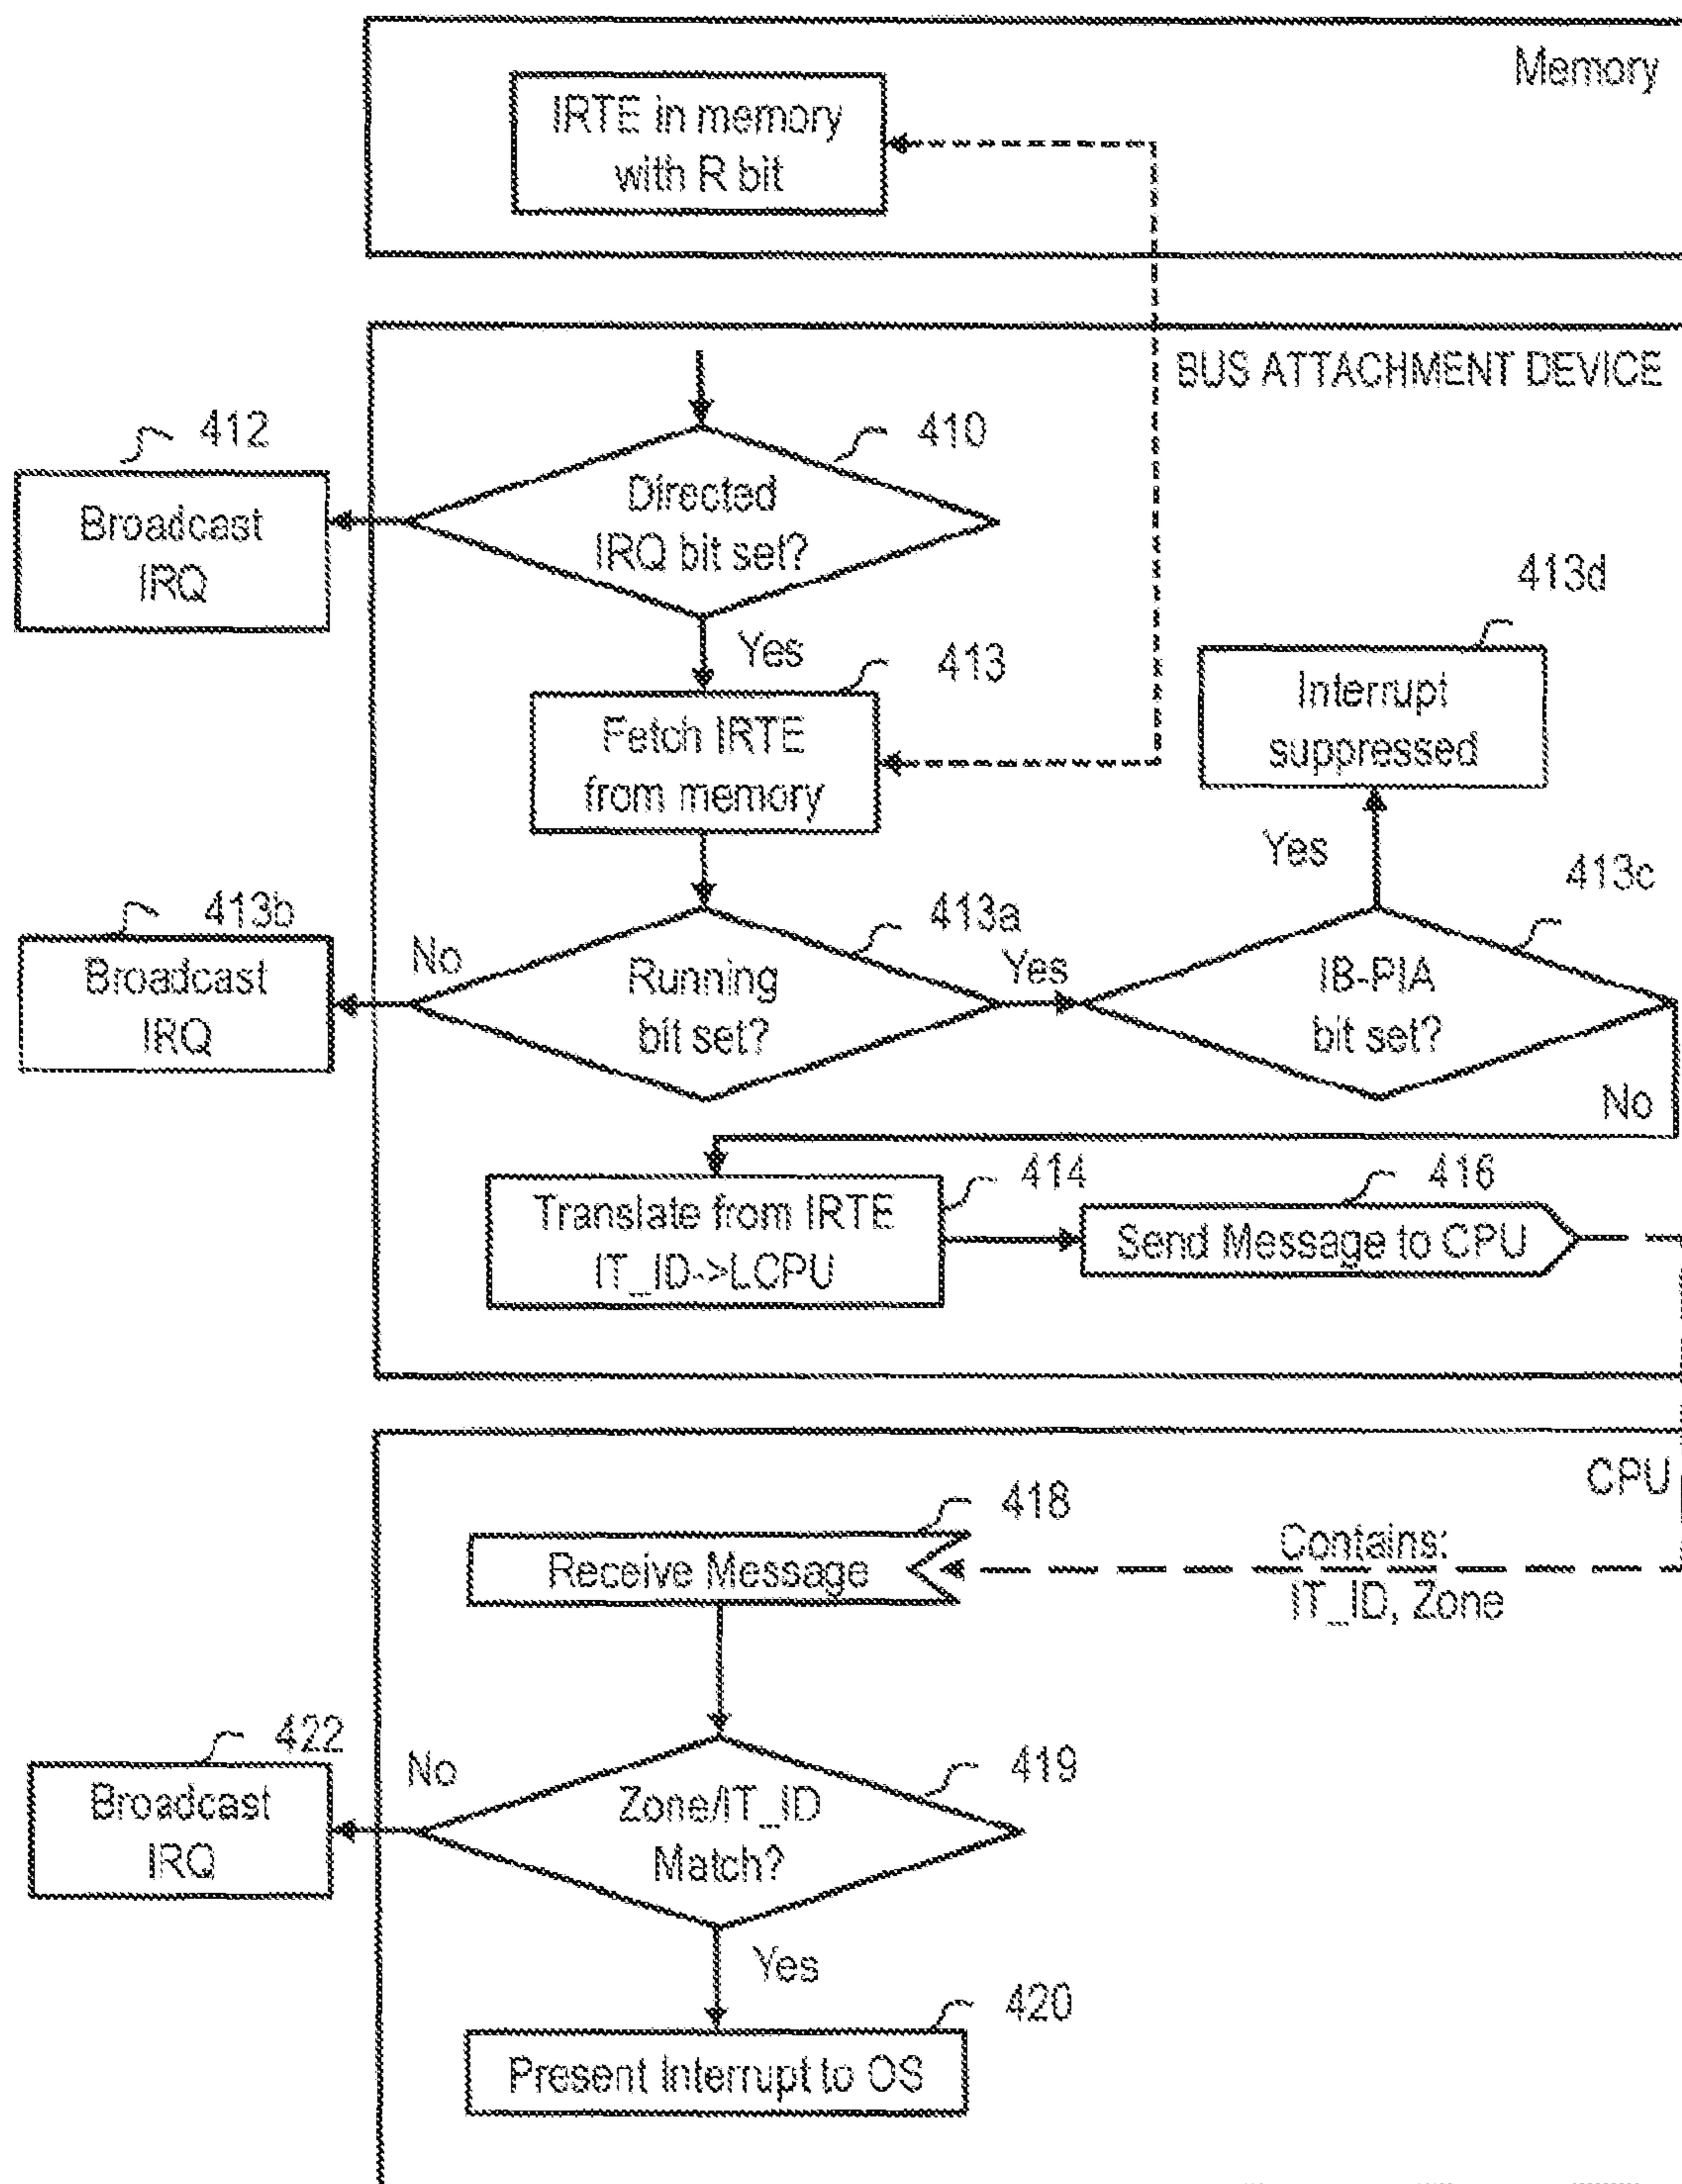 Memory
IRTE in memory
with R bit
BUS ATTACHMENT DEVICE
412
410
Broadcast
IRQ
Directed
IRQ bit set?
413d
Yes
413
Interrupt
suppressed
Fetch IRTE
from memory
Yes
413c
413b
413a
No
Yes
Broadcast
IRQ
Running
bit set?
IB-PIA
bit set?
No
414
416
Translate from IRTE
IT_ID->LCPU
Send Message to CPU
CPU
418
Contains:
IT_ID, Zone
Receive Message
422
No
419
Broadcast
IRQ
Zone/IT_ID
Match?
Yes
420
Present Interrupt to OS